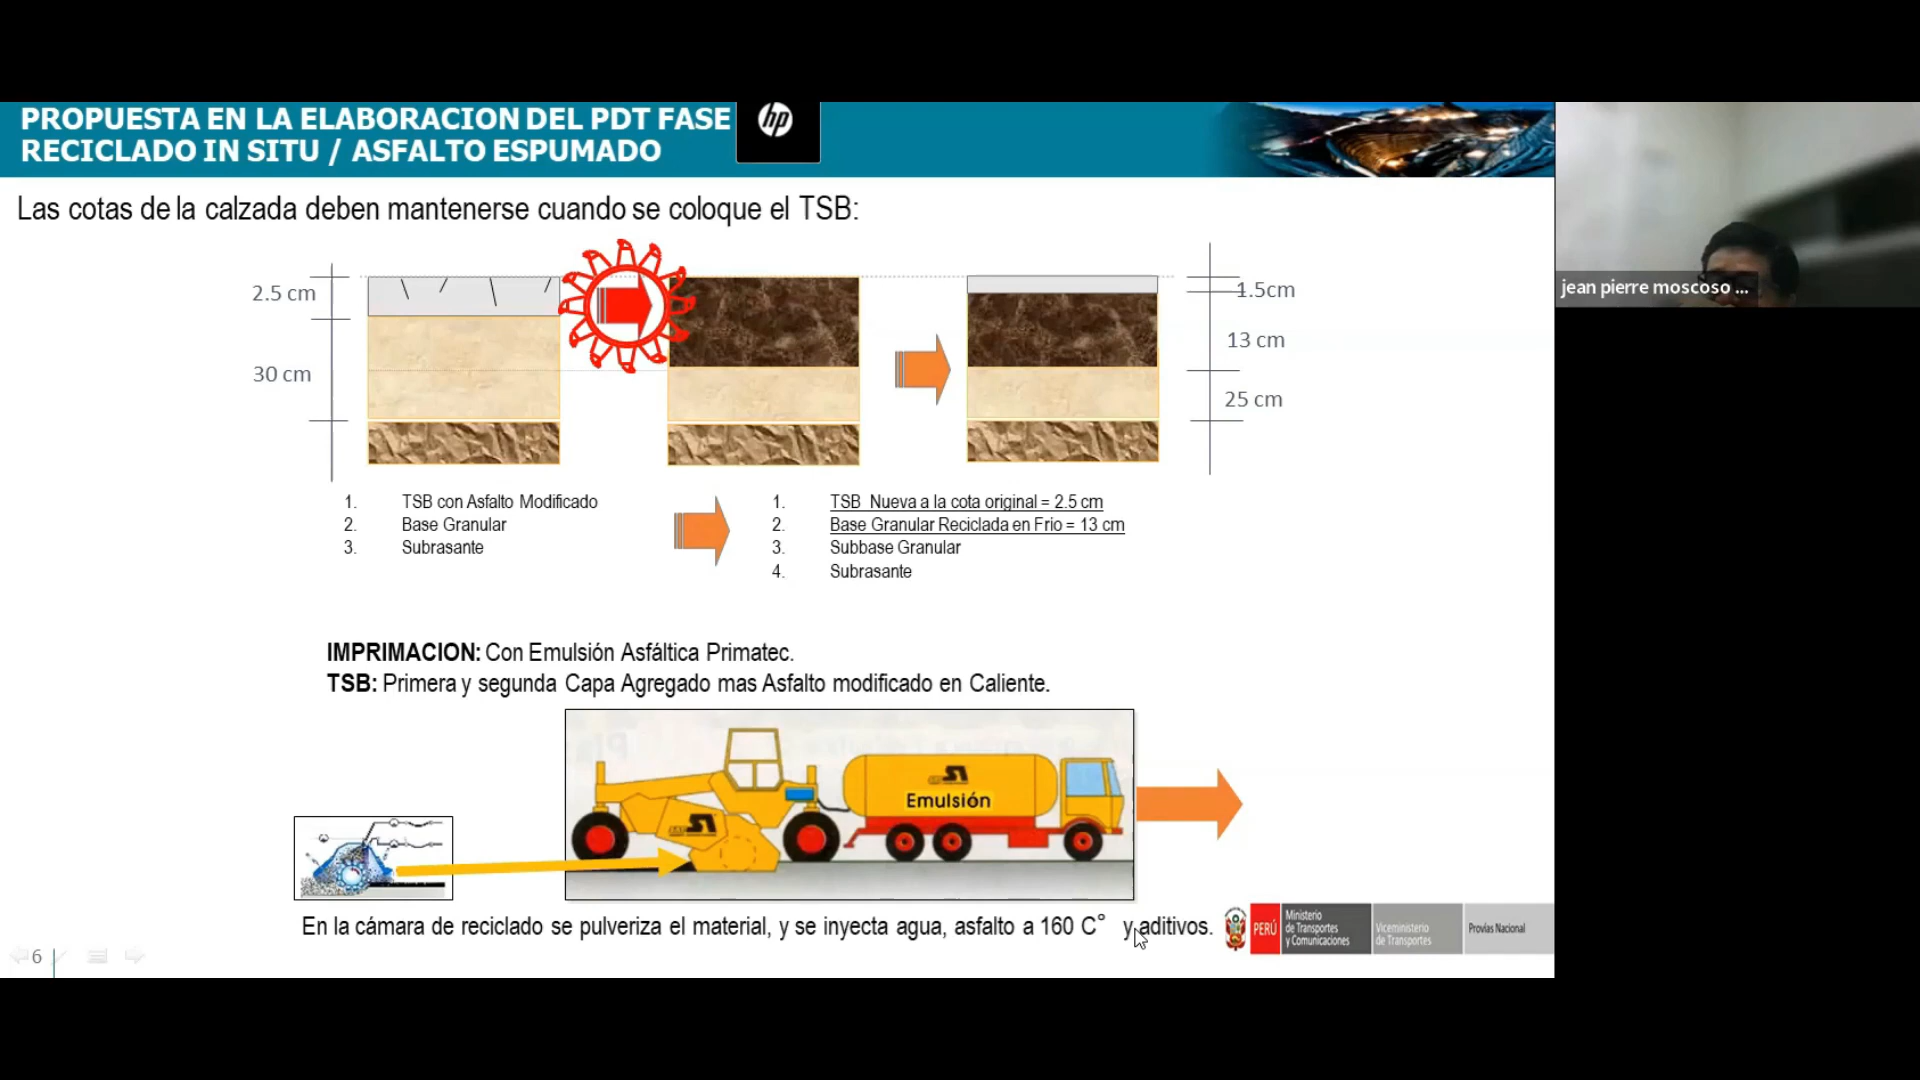 PROPUESTA EN LA ELABORACION DEL PDT FASE
RECICLADO IN SITU / ASFALTO ESPUMADO
hp
Las cotas de la calzada deben mantenerse cuando se coloque el TSB:
2.5 cm
30 cm
1.5cm
13 cm
25 cm
jean pierre moscoso ...
1. TSB con Asfalto Modificado
2. Base Granular
3. Subrasante
1. TSB Nueva a la cota original = 2.5 cm
2. Base Granular Reciclada en Frio = 13 cm
3. Subbase Granular
4. Subrasante
IMPRIMACION: Con Emulsión Asfáltica Primatec.
TSB: Primera y segunda Capa Agregado mas Asfalto modificado en Caliente.
Emulsión
En la cámara de reciclado se pulveriza el material, y se inyecta agua, asfalto a 160 C° y aditivos.
PERÚ
Ministerio
de Transportes
y Comunicaciones
Viceministerio
de Transportes
Provias Nacional
6